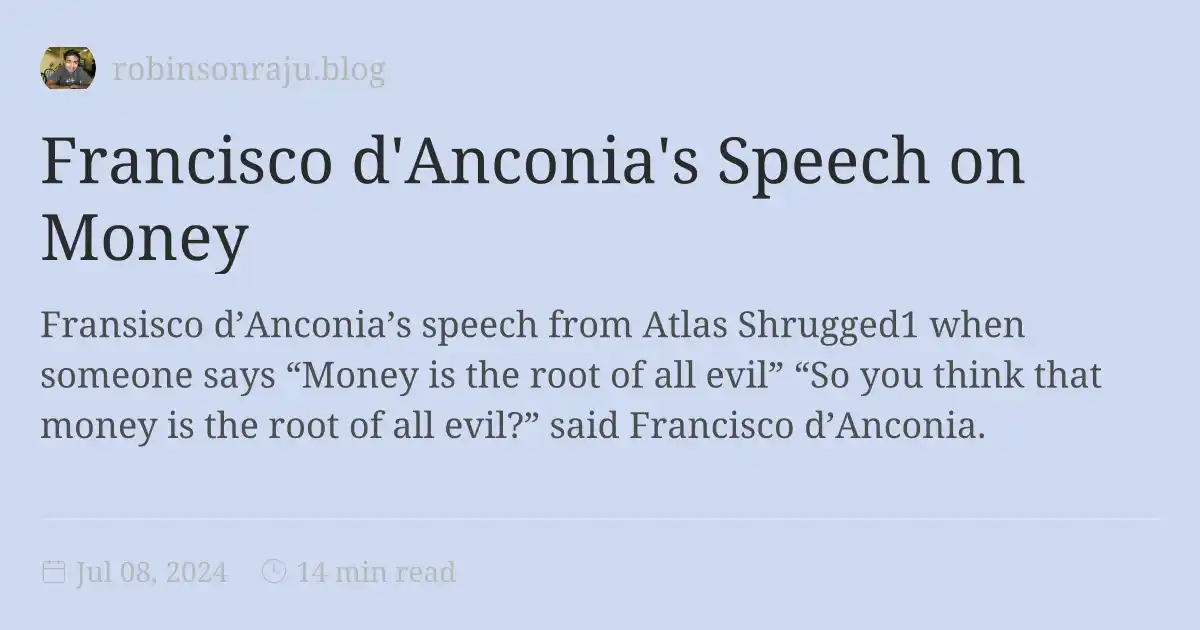 robinsonraju.blog
Francisco d'Anconia's Speech on
Money
Fransisco d’Anconia’s speech from Atlas Shrugged1 when
someone says “Money is the root of all evil” “So you think that
money is the root of all evil?” said Francisco d’Anconia.
Jul 08, 2024 14 min read